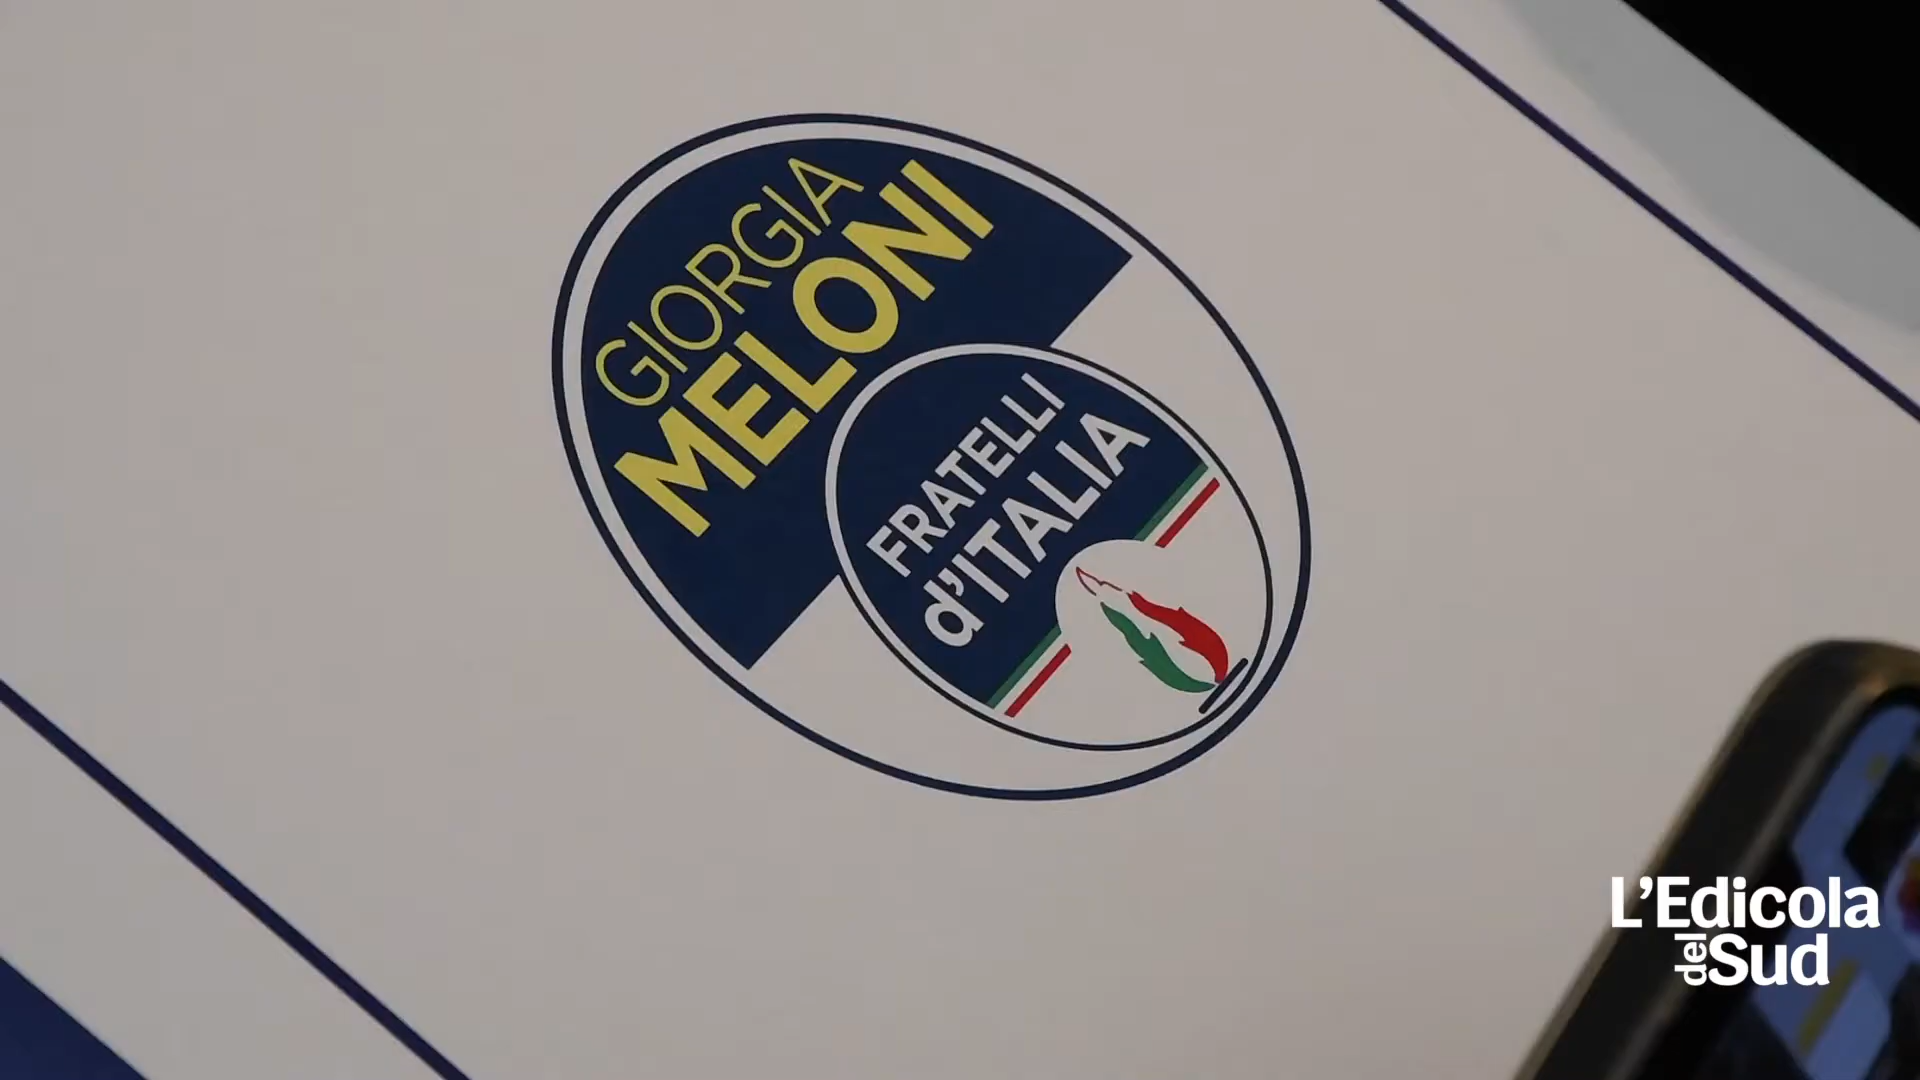 GIORGIA
MELONI
FRATELLI
d'ITALIA
L'Edicola
del Sud